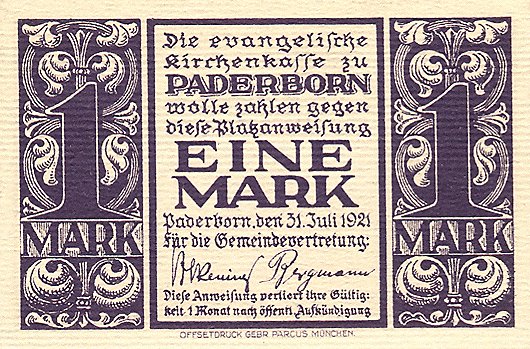 Die evangelische
Kirchenkasse zu
PADERBORN
wolle zahlen gegen
diese Platzanweisung
EINE
MARK
Paderborn, den 31. Juli 1921
Für die Gemeindevertretung:
Bergmann
Diese Anweisung verliert ihre Gültig:
keit 1 Monat nach öffentl Aufkündigung
1
MARK
1
MARK
OFFSETDRUCK GEBR PARCUS MÜNCHEN.